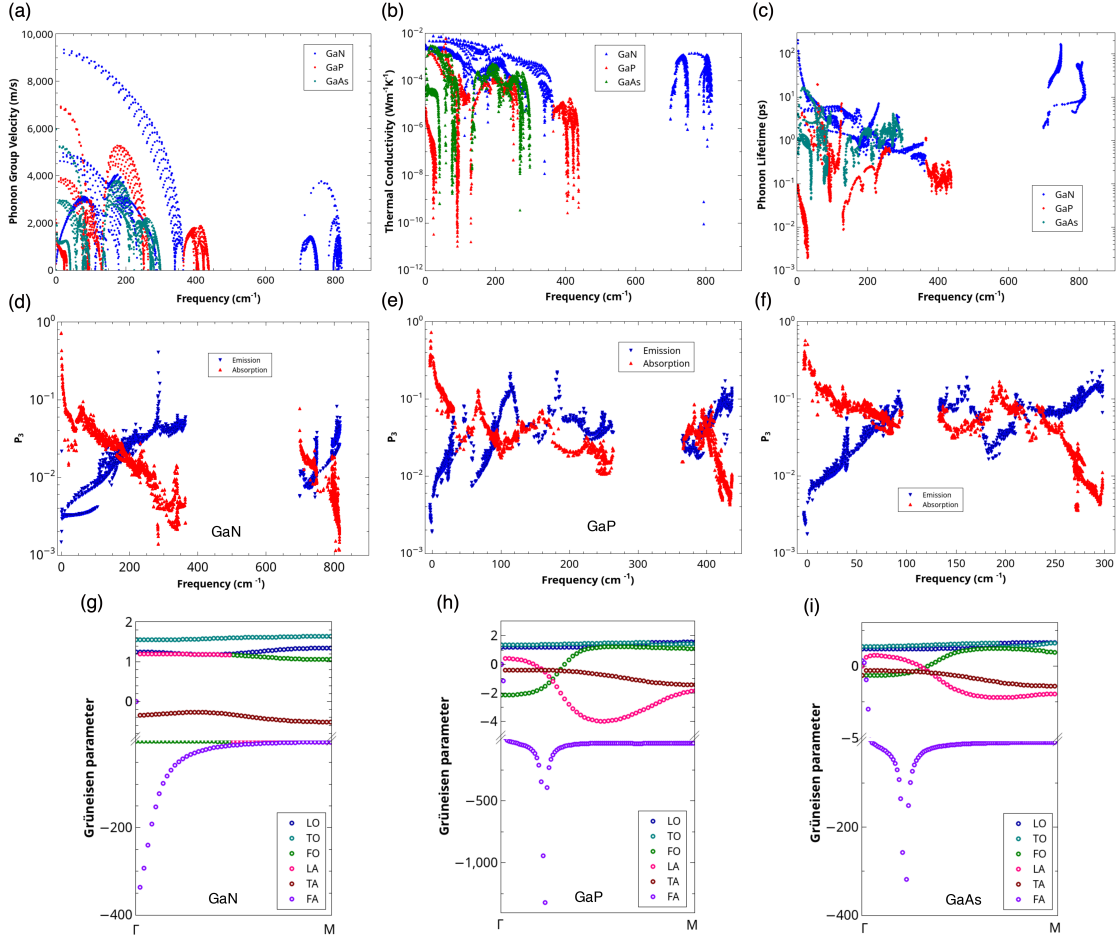 (a)
10,000
8,000
6,000
4,000
2,000
0
0
200
400
600
800
Phonon Group Velocity (m/s)
Frequency (cm⁻¹)
GaN
GaP
GaAs
(b)
10⁻²
10⁻⁴
10⁻⁶
10⁻⁸
10⁻¹⁰
10⁻¹²
0
200
400
600
800
Thermal Conductivity (Wm⁻¹K⁻¹)
Frequency (cm⁻¹)
GaN
GaP
GaAs
(c)
10²
10¹
10⁰
10⁻¹
10⁻²
10⁻³
0
200
400
600
800
Phonon Lifetime (ps)
Frequency (cm⁻¹)
GaN
GaP
GaAs
(d)
10⁰
10⁻¹
10⁻²
10⁻³
0
200
400
600
800
P₃
Frequency (cm⁻¹)
Emission
Absorption
GaN
(e)
10⁰
10⁻¹
10⁻²
10⁻³
0
100
200
300
400
P₃
Frequency (cm⁻¹)
Emission
Absorption
GaP
(f)
10⁰
10⁻¹
10⁻²
10⁻³
0
50
100
150
200
250
300
P₃
Frequency (cm⁻¹)
Emission
Absorption
(g)
2
1
0
−200
−400
Grüneisen parameter
Γ
M
LO
TO
FO
LA
TA
FA
GaN
(h)
2
0
−2
−4
−500
−1,000
Grüneisen parameter
Γ
M
LO
TO
FO
LA
TA
FA
GaP
(i)
0
−5
−200
−400
Grüneisen parameter
Γ
M
LO
TO
FO
LA
TA
FA
GaAs